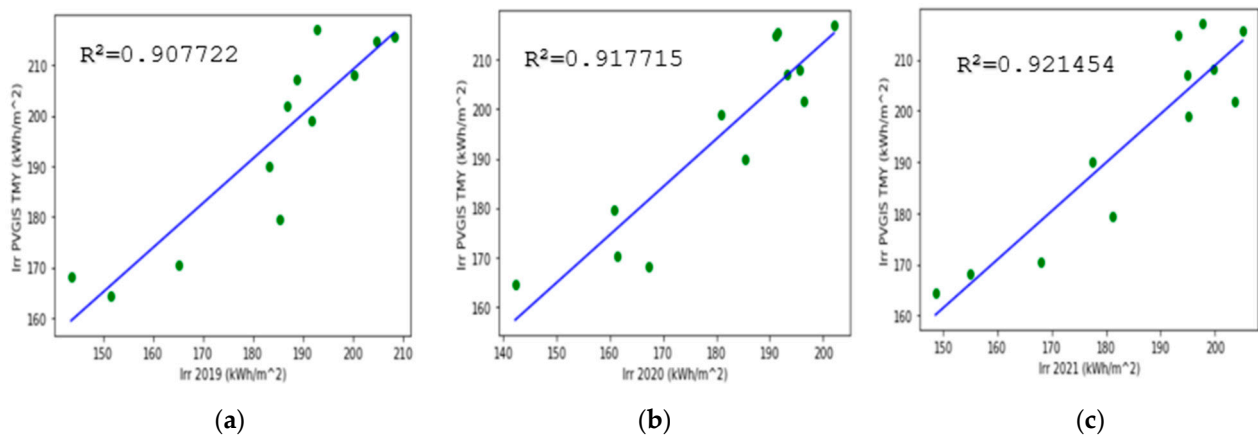 R²=0.907722
Irr PVGIS TMY (kWh/m^2)
210
200
190
180
170
160
150 160 170 180 190 200 210
Irr 2019 (kWh/m^2)
(a)
R²=0.917715
Irr PVGIS TMY (kWh/m^2)
210
200
190
180
170
160
140 150 160 170 180 190 200
Irr 2020 (kWh/m^2)
(b)
R²=0.921454
Irr PVGIS TMY (kWh/m^2)
210
200
190
180
170
160
150 160 170 180 190 200
Irr 2021 (kWh/m^2)
(c)